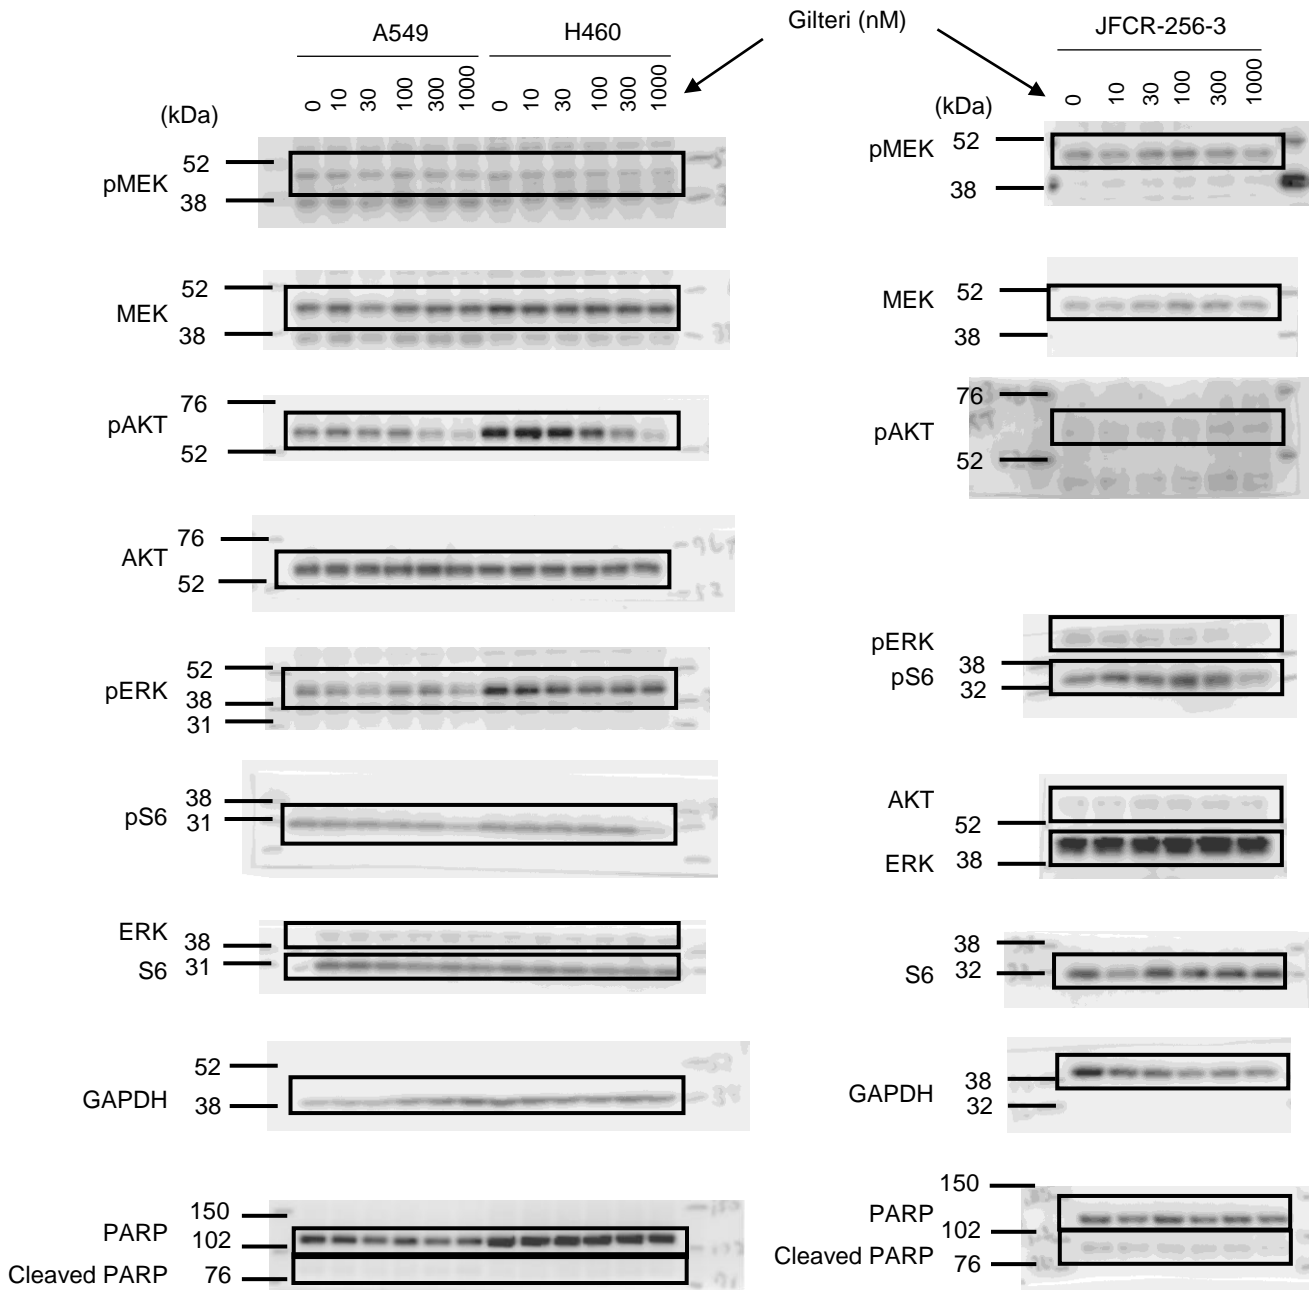 A549 H460 Gilteri (nM) JFCR-256-3
0 10 30 100 300 1000 0 10 30 100 300 1000
0 10 30 100 300 1000
(kDa)
pMEK 52
38
MEK 52
38
pAKT 76
52
AKT 76
52
pERK 52
38
31
pS6 38
31
ERK 38
S6 31
GAPDH 52
38
PARP 150
102
Cleaved PARP 76
(kDa)
pMEK 52
38
MEK 52
38
pAKT 76
52
pERK
pS6 38
32
AKT
52
ERK 38
S6 38
32
GAPDH 38
32
PARP 150
102
Cleaved PARP 76